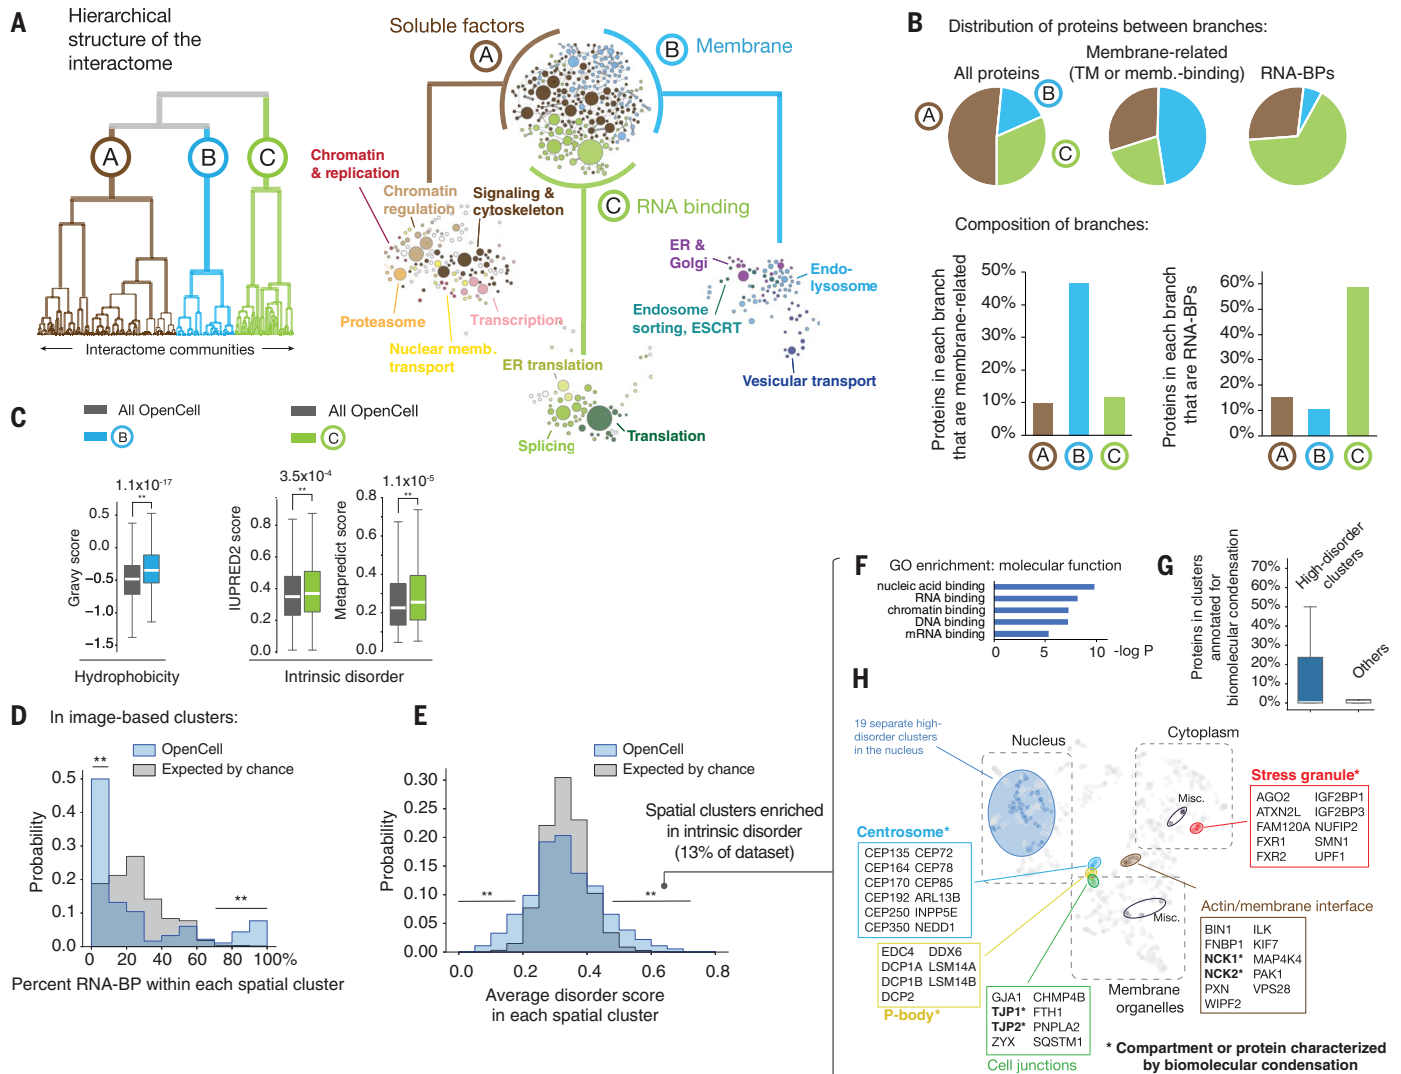 A
Hierarchical
structure of the
interactome
A
B
C
Interactome communities
Soluble factors
A
B
Membrane
C
RNA binding
Chromatin
& replication
Chromatin
regulation
Signaling &
cytoskeleton
Proteasome
Transcription
Nuclear memb.
transport
ER &
Golgi
Endo-
lysosome
Endosome
sorting, ESCRT
Vesicular transport
ER translation
Splicing
Translation
B
Distribution of proteins between branches:
All proteins
Membrane-related
(TM or memb.-binding)
RNA-BPs
A
B
C
Composition of branches:
Proteins in each branch
that are membrane-related
50%
40%
30%
20%
10%
0%
A
B
C
Proteins in each branch
that are RNA-BPs
60%
50%
40%
30%
20%
10%
0%
A
B
C
C
All OpenCell
B
All OpenCell
C
1.1x10-17
**
Gravy score
0.5
0.0
−0.5
−1.0
−1.5
Hydrophobicity
3.5x10-4
**
IUPRED2 score
0.8
0.6
0.4
0.2
0.0
1.1x10-5
**
Metapredict score
0.8
0.6
0.4
0.2
0.0
Intrinsic disorder
D
In image-based clusters:
OpenCell
Expected by chance
**
**
Probability
0.5
0.4
0.3
0.2
0.1
0.0
0
20
40
60
80
100%
Percent RNA-BP within each spatial cluster
E
OpenCell
Expected by chance
Probability
0.30
0.25
0.20
0.15
0.10
0.05
0.00
**
**
Spatial clusters enriched
in intrinsic disorder
(13% of dataset)
0.0
0.2
0.4
0.6
0.8
Average disorder score
in each spatial cluster
F
GO enrichment: molecular function
nucleic acid binding
RNA binding
chromatin binding
DNA binding
mRNA binding
0
5
10
-log P
G
Proteins in clusters
annotated for
biomolecular condensation
70%
60%
50%
40%
30%
20%
10%
0%
High-disorder
clusters
Others
H
19 separate high-
disorder clusters
in the nucleus
Nucleus
Cytoplasm
Misc.
Stress granule*
AGO2 IGF2BP1
ATXN2L IGF2BP3
FAM120A NUFIP2
FXR1 SMN1
FXR2 UPF1
Centrosome*
CEP135 CEP72
CEP164 CEP78
CEP170 CEP85
CEP192 ARL13B
CEP250 INPP5E
CEP350 NEDD1
EDC4 DDX6
DCP1A LSM14A
DCP1B LSM14B
DCP2
P-body*
GJA1 CHMP4B
TJP1* FTH1
TJP2* PNPLA2
ZYX SQSTM1
Cell junctions
Misc.
Membrane
organelles
Actin/membrane interface
BIN1 ILK
FNBP1 KIF7
NCK1* MAP4K4
NCK2* PAK1
PXN VPS28
WIPF2
* Compartment or protein characterized
by biomolecular condensation